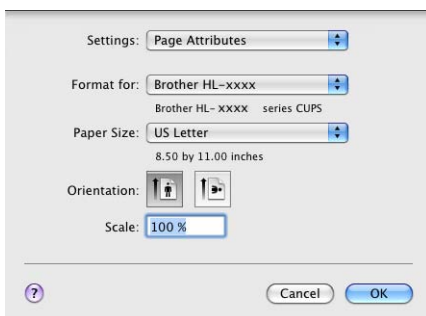 Settings: Page Attributes
Format for: Brother HL-xxxx
Brother HL- xxxx series CUPS
Paper Size: US Letter
8.50 by 11.00 inches
Orientation:
Scale: 100 %
? Cancel OK